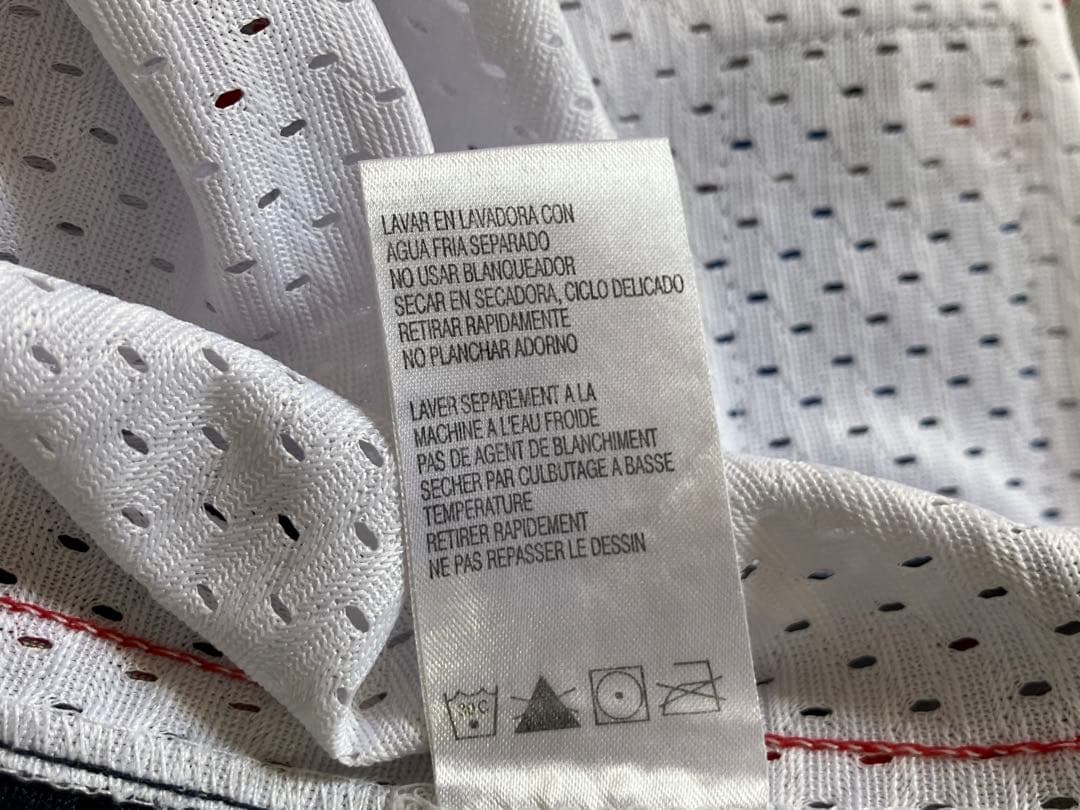 LAVAR EN LAVADORA CON
AGUA FRIA SEPARADO
NO USAR BLANQUEADOR
SECAR EN SECADORA, CICLO DELICADO
RETIRAR RAPIDAMENTE
NO PLANCHAR ADORNO
LAVER SEPAREMENT A LA
MACHINE A L'EAU FROIDE
PAS DE AGENT DE BLANCHIMENT
SECHER PAR CULBUTAGE A BASSE
TEMPERATURE
RETIRER RAPIDEMENT
NE PAS REPASSER LE DESSIN